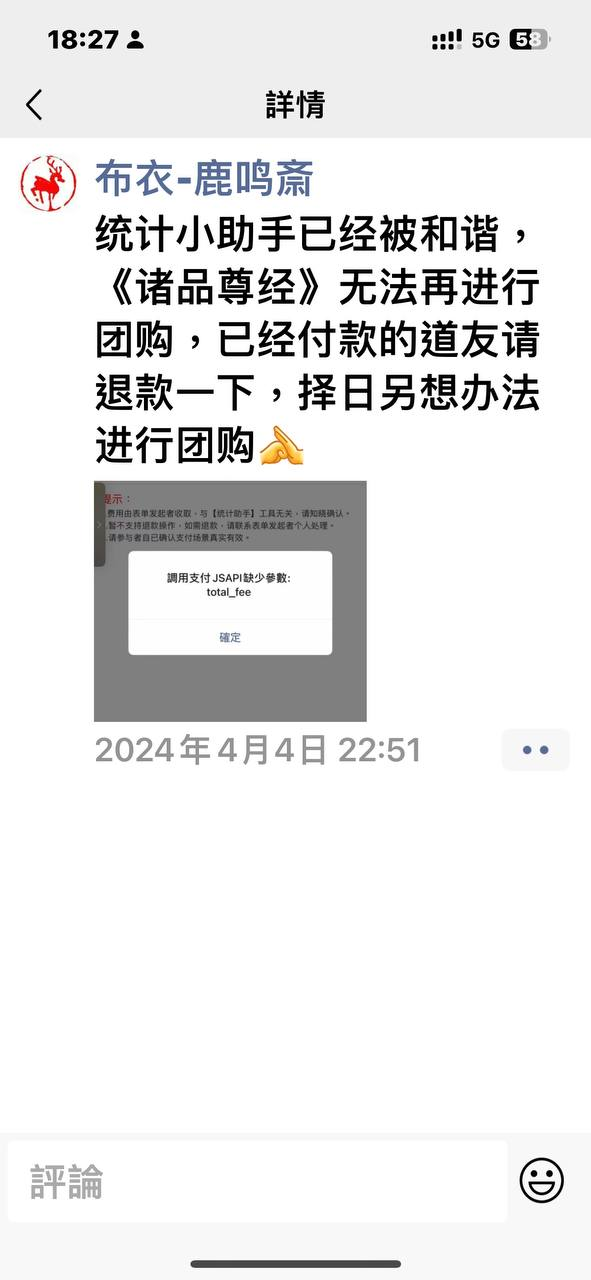 18:27
5G 58
詳情
布衣-鹿鸣斋
统计小助手已经被和谐，
《诸品尊经》无法再进行
团购，已经付款的道友请
退款一下，择日另想办法
进行团购
提示：
费用由表单发起者收取，与【统计助手】工具无关，请知晓确认。
暂不支持退款操作，如需退款，请联系表单发起者个人处理。
请参与者自己确认支付场景真实有效。
調用支付JSAPI缺少參數:
total_fee
確定
2024年4月4日 22:51
評論